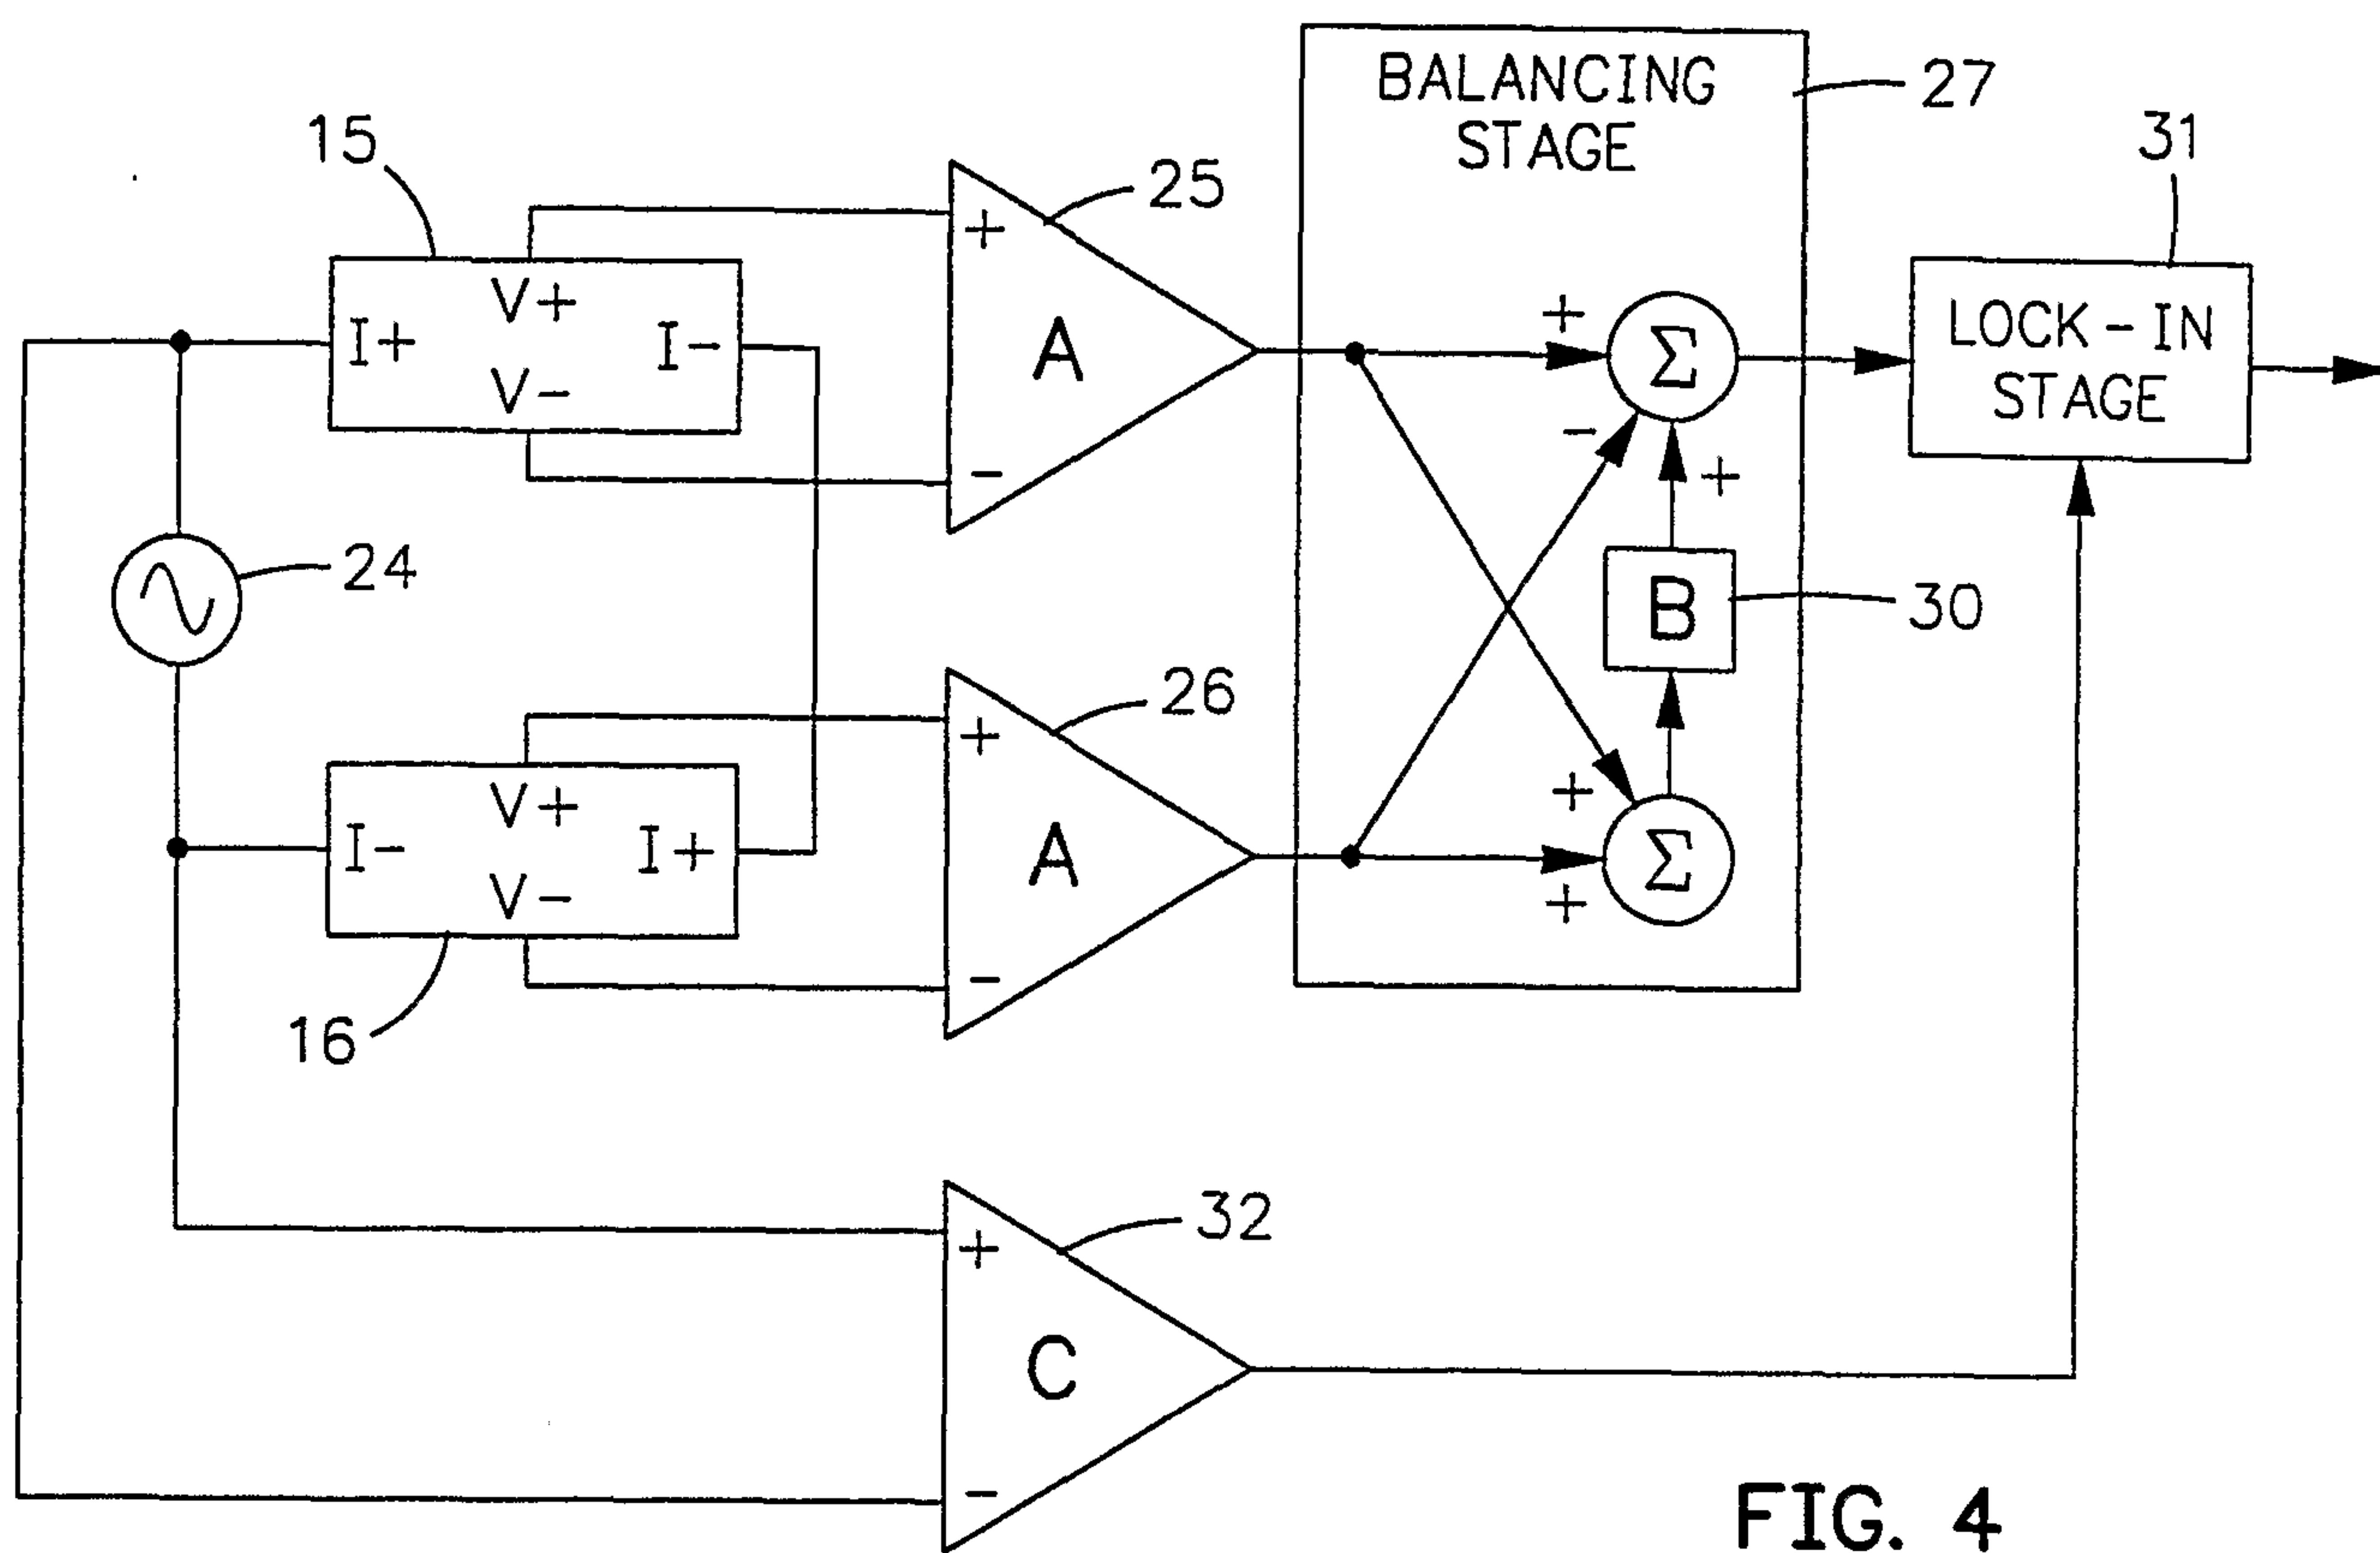 BALANCING
STAGE
27
31
15
25
V+
I+
I-
V-
+
-
A
+
-
+
Σ
LOCK-IN
STAGE
24
B
30
26
V+
I-
I+
V-
+
-
A
+
+
Σ
16
32
+
-
C
FIG. 4